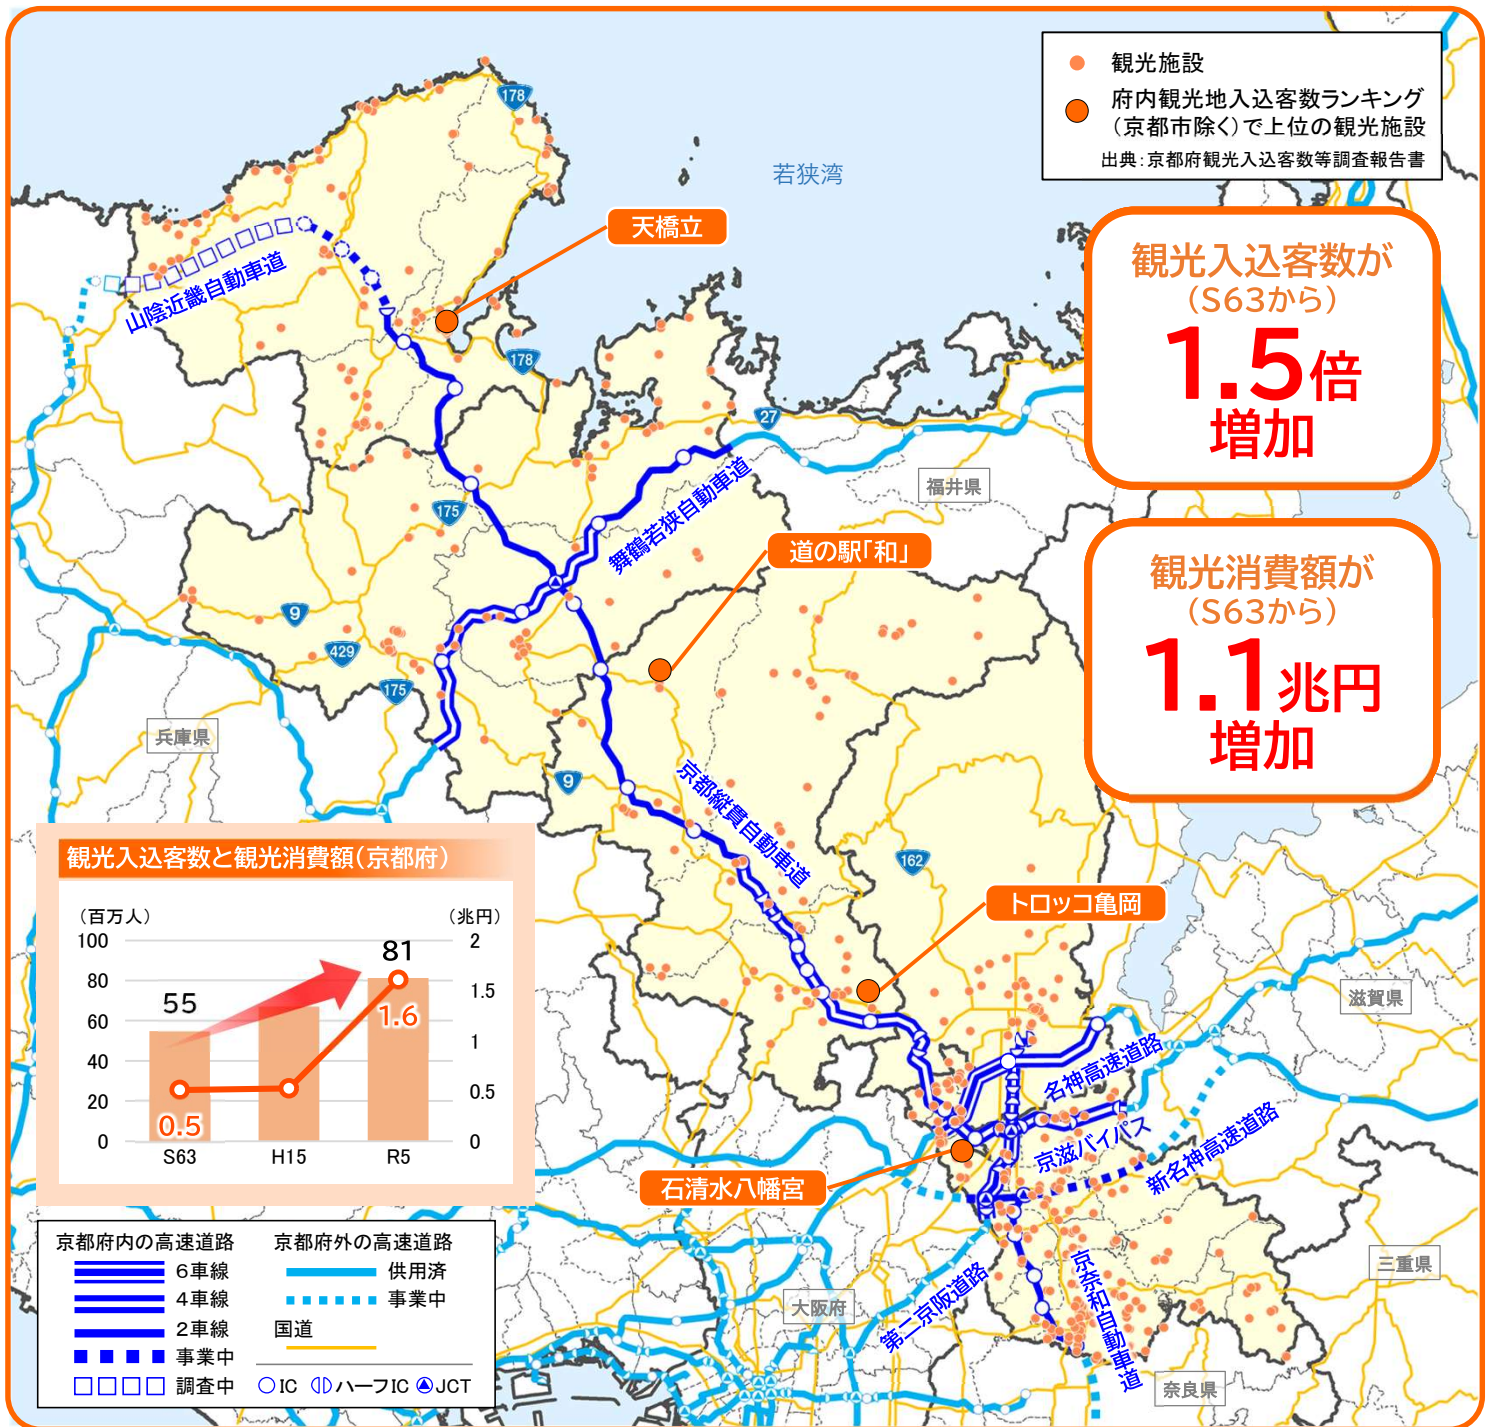 観光施設
府内観光地入込客数ランキング
（京都市除く）で上位の観光施設
出典：京都府観光入込客数等調査報告書
178
若狭湾
天橋立
山陰近畿自動車道
178
27
観光入込客数が
（S63から）
1.5倍
増加
福井県
175
舞鶴若狭自動車道
道の駅「和」
観光消費額が
（S63から）
1.1兆円
増加
9
429
175
兵庫県
9
京都縦貫自動車道
162
トロッコ亀岡
滋賀県
観光入込客数と観光消費額（京都府）
（百万人）
（兆円）
100
80
60
40
20
0
2
1.5
1
0.5
0
55
81
0.5
1.6
S63
H15
R5
名神高速道路
京滋バイパス
新名神高速道路
石清水八幡宮
第二京阪道路
京奈和自動車道
大阪府
三重県
奈良県
京都府内の高速道路
6車線
4車線
2車線
事業中
調査中
京都府外の高速道路
供用済
事業中
国道
IC ハーフIC JCT